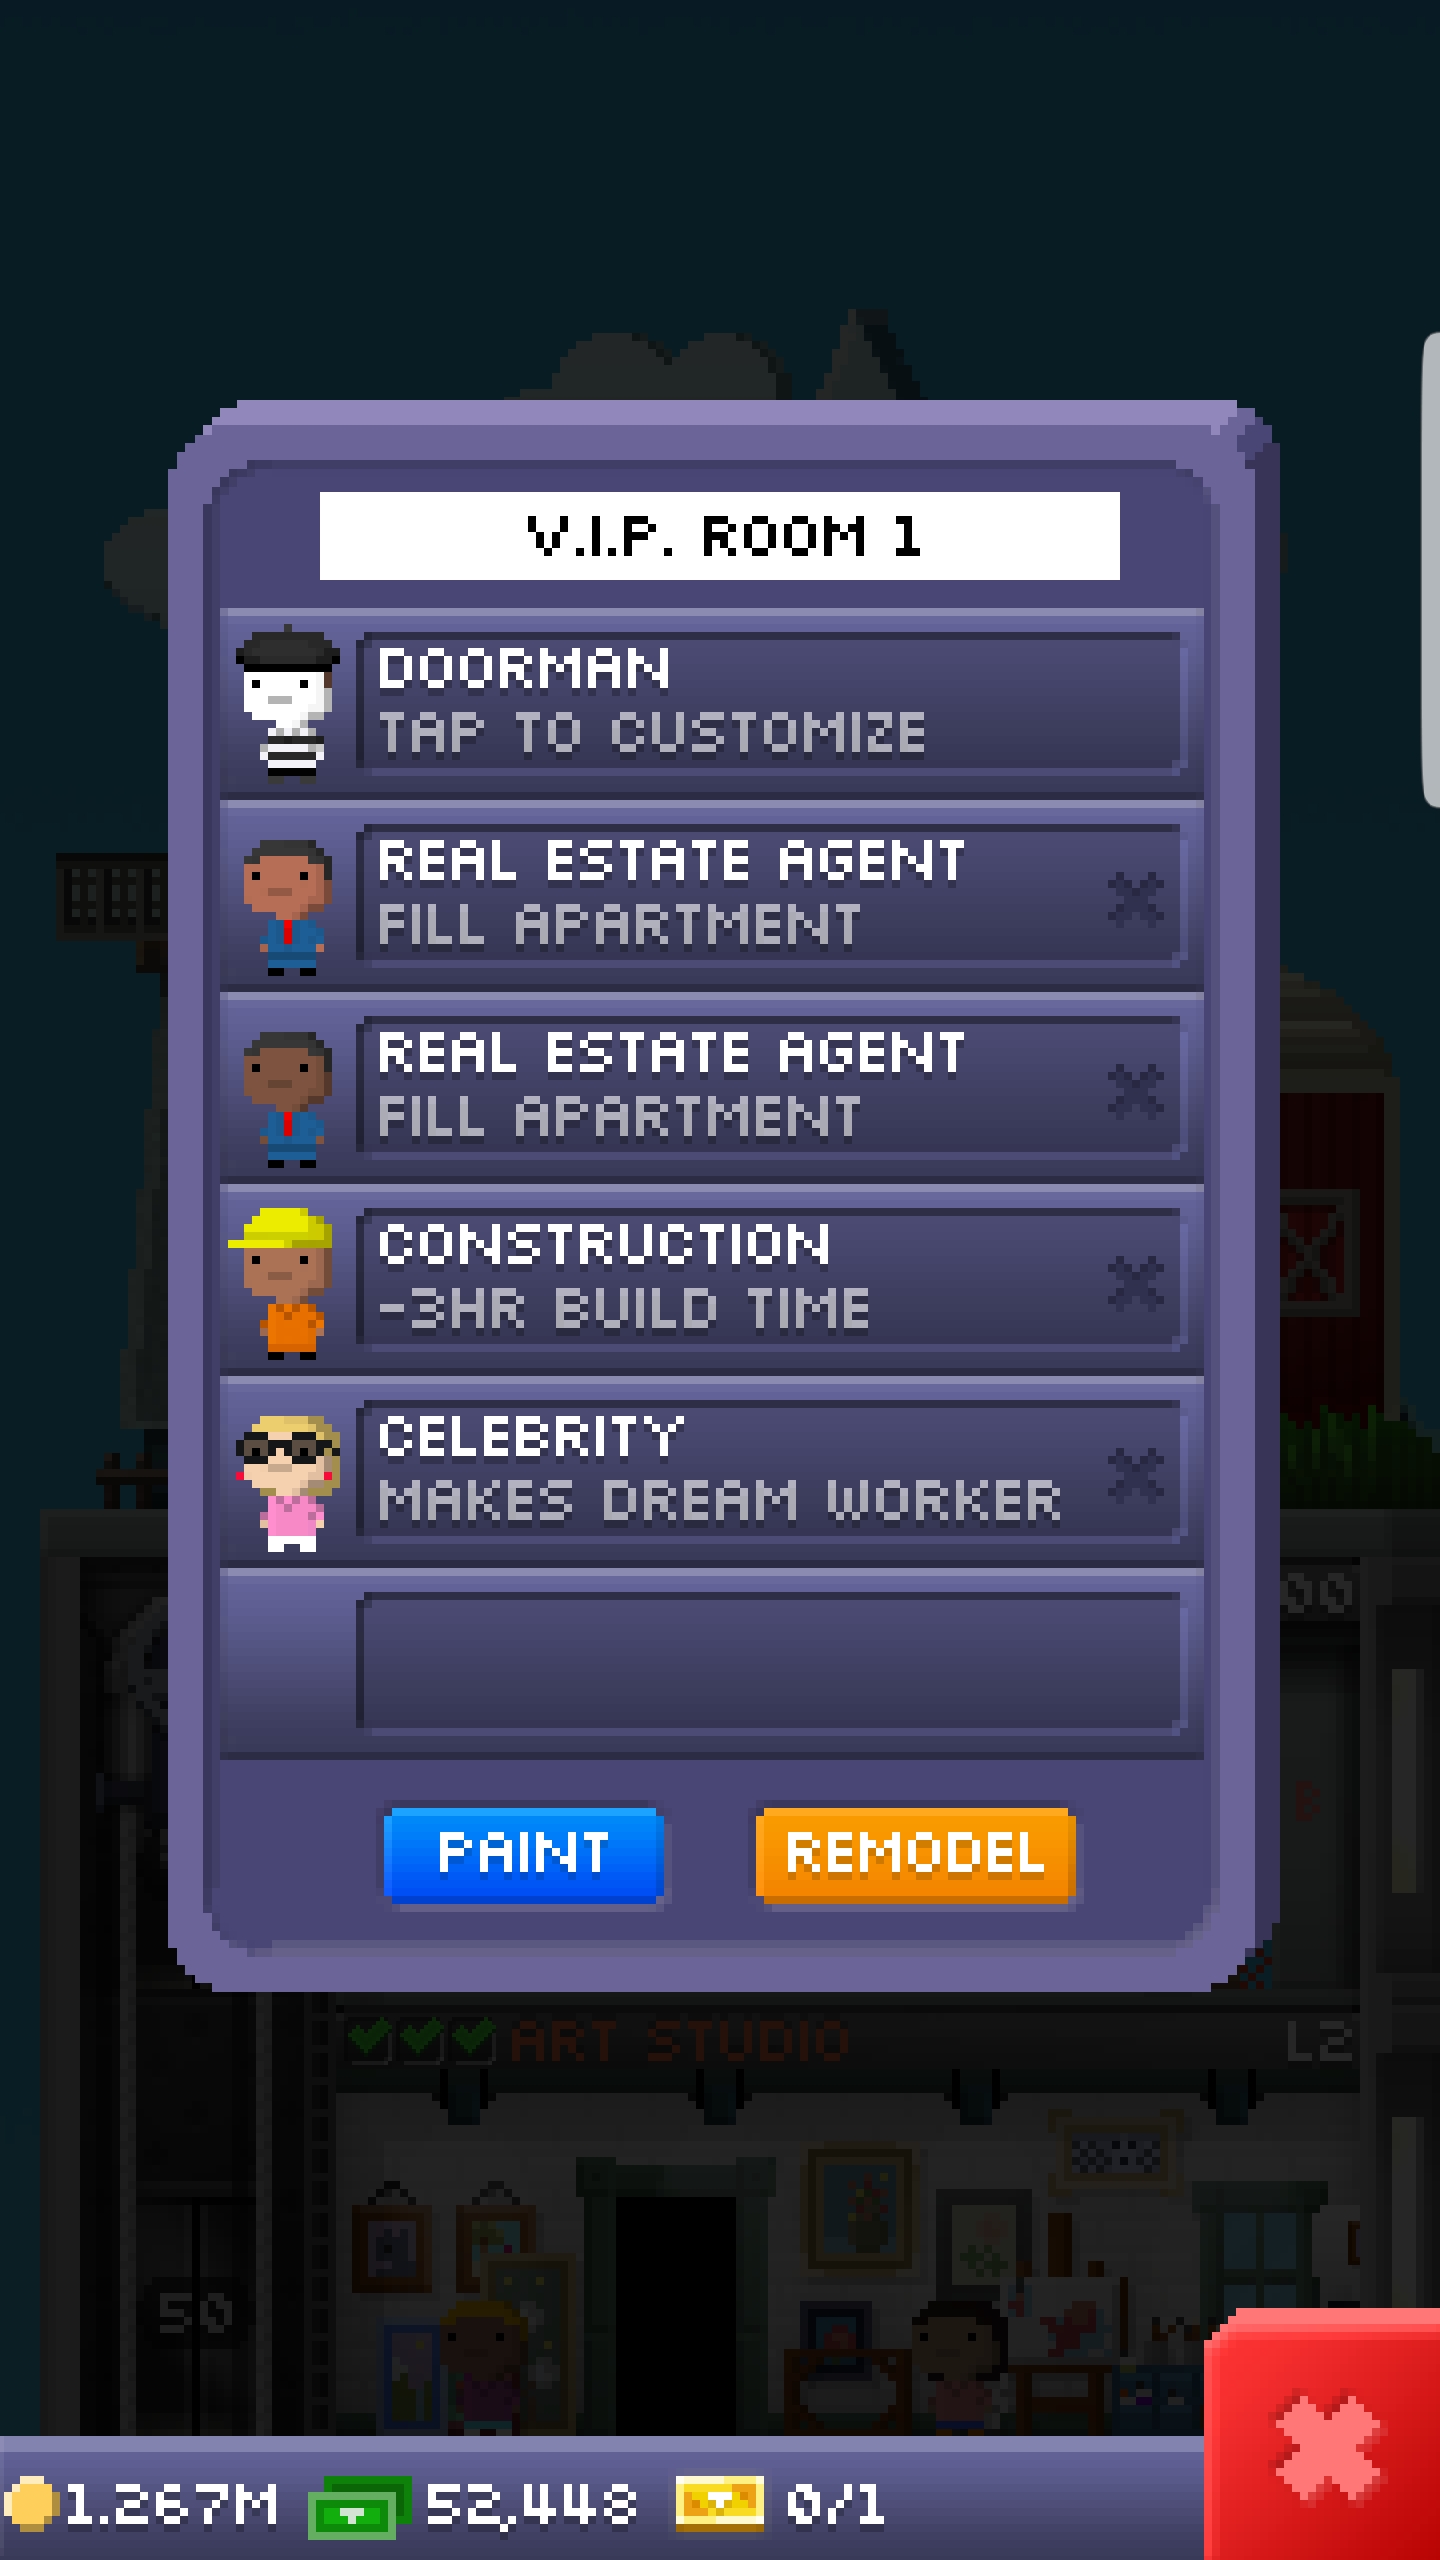 V.I.P. ROOM 1
DOORMAN
TAP TO CUSTOMIZE
REAL ESTATE AGENT
FILL APARTMENT
REAL ESTATE AGENT
FILL APARTMENT
CONSTRUCTION
-3HR BUILD TIME
CELEBRITY
MAKES DREAM WORKER
00
PAINT REMODEL
ART STUDIO L2
50
1.267M 52,448 0/1